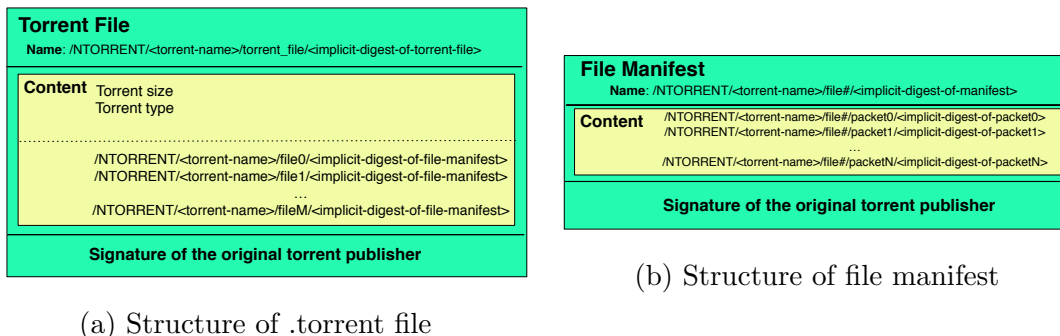 Torrent File
Name: /NTORRENT/<torrent-name>/torrent_file/<implicit-digest-of-torrent-file>
Content Torrent size
Torrent type
/NTORRENT/<torrent-name>/file0/<implicit-digest-of-file-manifest>
/NTORRENT/<torrent-name>/file1/<implicit-digest-of-file-manifest>
...
/NTORRENT/<torrent-name>/fileM/<implicit-digest-of-file-manifest>
Signature of the original torrent publisher
(a) Structure of .torrent file
File Manifest
Name: /NTORRENT/<torrent-name>/file#/<implicit-digest-of-manifest>
Content /NTORRENT/<torrent-name>/file#/packet0/<implicit-digest-of-packet0>
/NTORRENT/<torrent-name>/file#/packet1/<implicit-digest-of-packet1>
...
/NTORRENT/<torrent-name>/file#/packetN/<implicit-digest-of-packetN>
Signature of the original torrent publisher
(b) Structure of file manifest